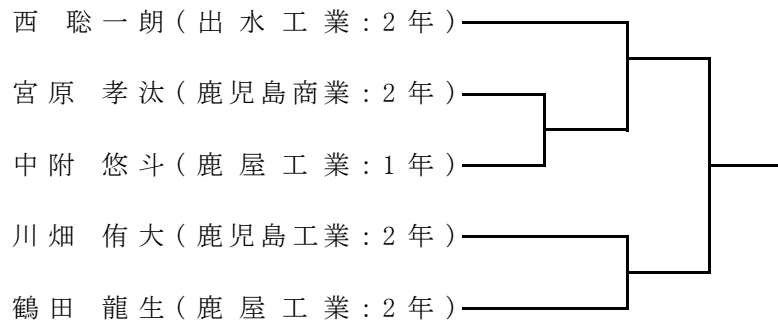 西 聡一朗(出水工業:2年)
宮原 孝汰(鹿児島商業:2年)
中附 悠斗(鹿屋工業:1年)
川畑 侑大(鹿児島工業:2年)
鶴田 龍生(鹿屋工業:2年)